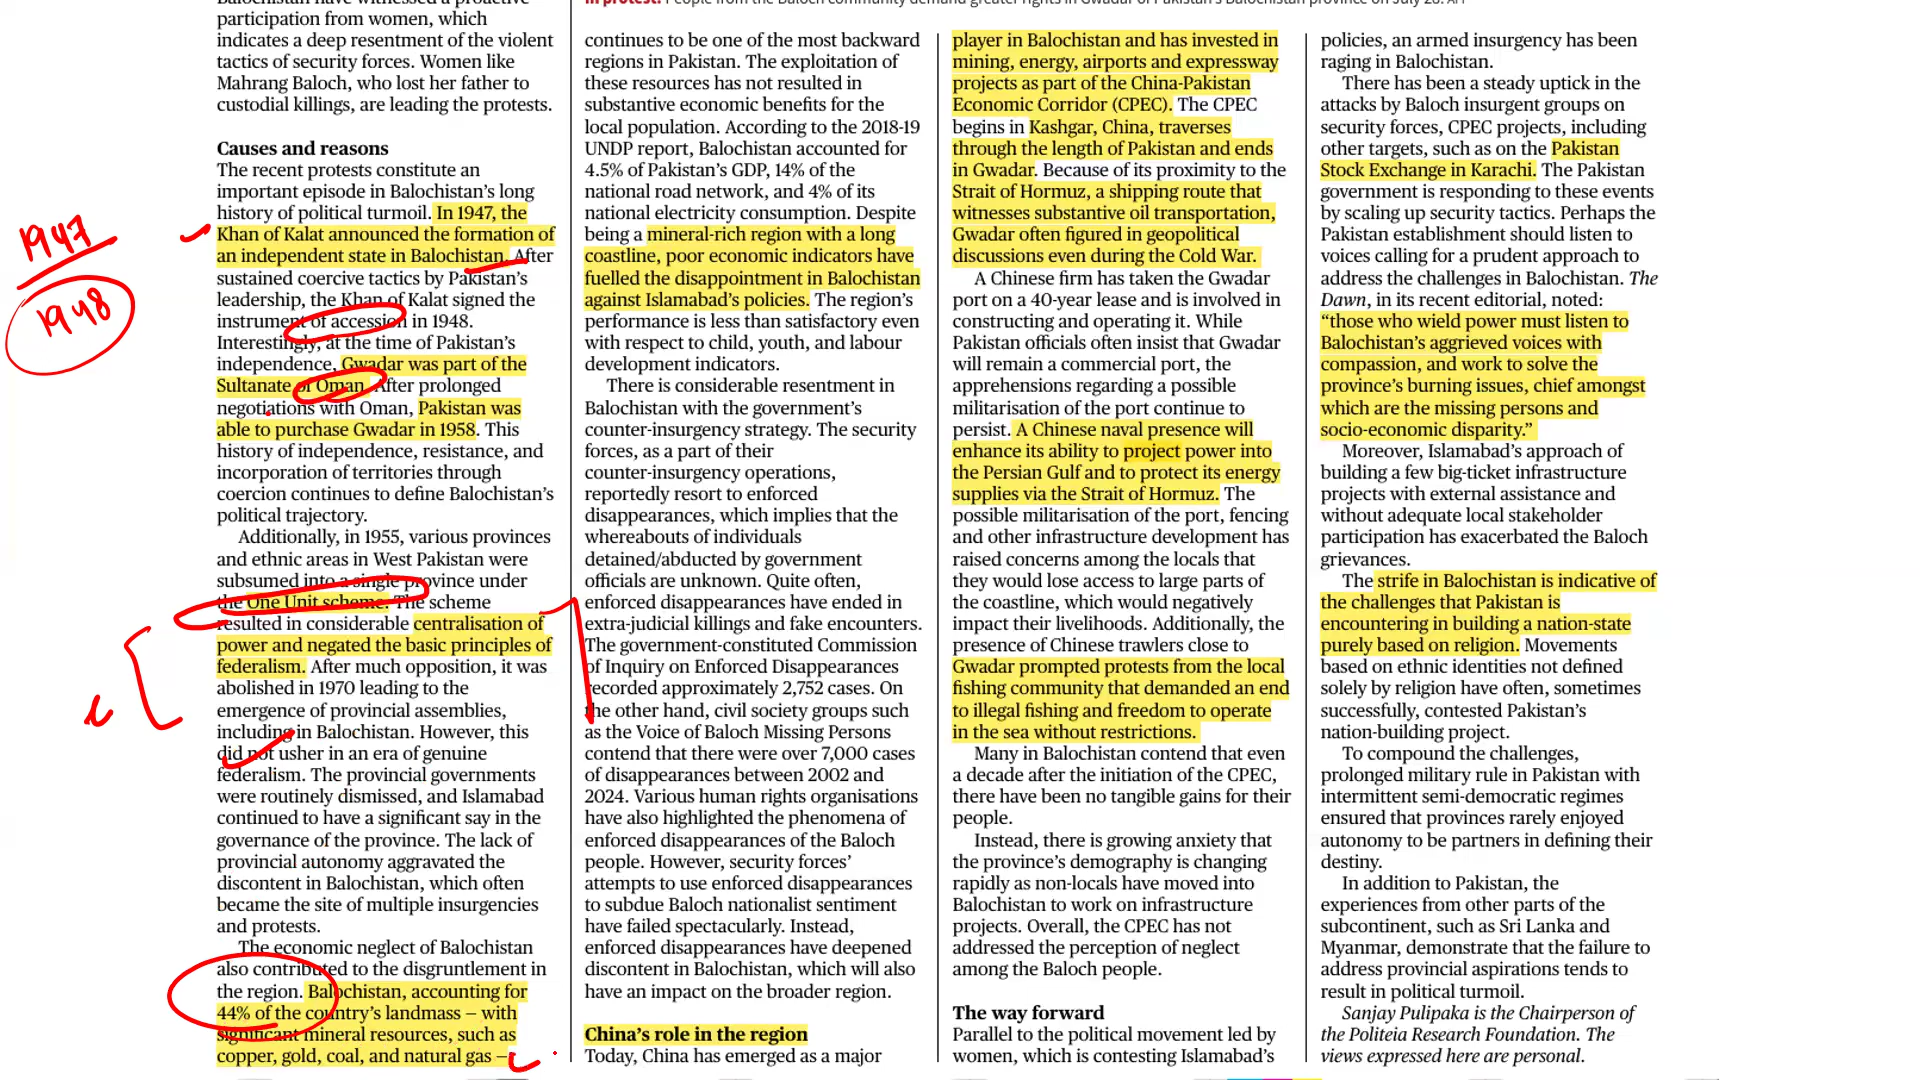 Balochistan have witnessed a proactive
participation from women, which
indicates a deep resentment of the violent
tactics of security forces. Women like
Mahrang Baloch, who lost her father to
custodial killings, are leading the protests.
Causes and reasons
The recent protests constitute an
important episode in Balochistan's long
history of political turmoil. In 1947, the
Khan of Kalat announced the formation of
an independent state in Balochistan. After
sustained coercive tactics by Pakistan's
leadership, the Khan of Kalat signed the
instrument of accession in 1948.
Interestingly, at the time of Pakistan's
independence, Gwadar was part of the
Sultanate of Oman. After prolonged
negotiations with Oman, Pakistan was
able to purchase Gwadar in 1958. This
history of independence, resistance, and
incorporation of territories through
coercion continues to define Balochistan's
political trajectory.
Additionally, in 1955, various provinces
and ethnic areas in West Pakistan were
subsumed into a single province under
the One Unit scheme. The scheme
resulted in considerable centralisation of
power and negated the basic principles of
federalism. After much opposition, it was
abolished in 1970 leading to the
emergence of provincial assemblies,
including in Balochistan. However, this
did not usher in an era of genuine
federalism. The provincial governments
were routinely dismissed, and Islamabad
continued to have a significant say in the
governance of the province. The lack of
provincial autonomy aggravated the
discontent in Balochistan, which often
became the site of multiple insurgencies
and protests.
The economic neglect of Balochistan
also contributed to the disgruntlement in
the region. Balochistan, accounting for
44% of the country's landmass – with
significant mineral resources, such as
copper, gold, coal, and natural gas –
1947
1948
In protest: People from the Baloch community demand greater rights in Gwadar of Pakistan's Balochistan province on July 28. AFP
continues to be one of the most backward
regions in Pakistan. The exploitation of
these resources has not resulted in
substantive economic benefits for the
local population. According to the 2018-19
UNDP report, Balochistan accounted for
4.5% of Pakistan's GDP, 14% of the
national road network, and 4% of its
national electricity consumption. Despite
being a mineral-rich region with a long
coastline, poor economic indicators have
fuelled the disappointment in Balochistan
against Islamabad's policies. The region's
performance is less than satisfactory even
with respect to child, youth, and labour
development indicators.
There is considerable resentment in
Balochistan with the government's
counter-insurgency strategy. The security
forces, as a part of their
counter-insurgency operations,
reportedly resort to enforced
disappearances, which implies that the
whereabouts of individuals
detained/abducted by government
officials are unknown. Quite often,
enforced disappearances have ended in
extra-judicial killings and fake encounters.
The government-constituted Commission
of Inquiry on Enforced Disappearances
recorded approximately 2,752 cases. On
the other hand, civil society groups such
as the Voice of Baloch Missing Persons
contend that there were over 7,000 cases
of disappearances between 2002 and
2024. Various human rights organisations
have also highlighted the phenomena of
enforced disappearances of the Baloch
people. However, security forces'
attempts to use enforced disappearances
to subdue Baloch nationalist sentiment
have failed spectacularly. Instead,
enforced disappearances have deepened
discontent in Balochistan, which will also
have an impact on the broader region.
China's role in the region
Today, China has emerged as a major
player in Balochistan and has invested in
mining, energy, airports and expressway
projects as part of the China-Pakistan
Economic Corridor (CPEC). The CPEC
begins in Kashgar, China, traverses
through the length of Pakistan and ends
in Gwadar. Because of its proximity to the
Strait of Hormuz, a shipping route that
witnesses substantive oil transportation,
Gwadar often figured in geopolitical
discussions even during the Cold War.
A Chinese firm has taken the Gwadar
port on a 40-year lease and is involved in
constructing and operating it. While
Pakistan officials often insist that Gwadar
will remain a commercial port, the
apprehensions regarding a possible
militarisation of the port continue to
persist. A Chinese naval presence will
enhance its ability to project power into
the Persian Gulf and to protect its energy
supplies via the Strait of Hormuz. The
possible militarisation of the port, fencing
and other infrastructure development has
raised concerns among the locals that
they would lose access to large parts of
the coastline, which would negatively
impact their livelihoods. Additionally, the
presence of Chinese trawlers close to
Gwadar prompted protests from the local
fishing community that demanded an end
to illegal fishing and freedom to operate
in the sea without restrictions.
Many in Balochistan contend that even
a decade after the initiation of the CPEC,
there have been no tangible gains for their
people.
Instead, there is growing anxiety that
the province's demography is changing
rapidly as non-locals have moved into
Balochistan to work on infrastructure
projects. Overall, the CPEC has not
addressed the perception of neglect
among the Baloch people.
The way forward
Parallel to the political movement led by
women, which is contesting Islamabad's
policies, an armed insurgency has been
raging in Balochistan.
There has been a steady uptick in the
attacks by Baloch insurgent groups on
security forces, CPEC projects, including
other targets, such as on the Pakistan
Stock Exchange in Karachi. The Pakistan
government is responding to these events
by scaling up security tactics. Perhaps the
Pakistan establishment should listen to
voices calling for a prudent approach to
address the challenges in Balochistan. The
Dawn, in its recent editorial, noted:
“those who wield power must listen to
Balochistan's aggrieved voices with
compassion, and work to solve the
province's burning issues, chief amongst
which are the missing persons and
socio-economic disparity.”
Moreover, Islamabad's approach of
building a few big-ticket infrastructure
projects with external assistance and
without adequate local stakeholder
participation has exacerbated the Baloch
grievances.
The strife in Balochistan is indicative of
the challenges that Pakistan is
encountering in building a nation-state
purely based on religion. Movements
based on ethnic identities not defined
solely by religion have often, sometimes
successfully, contested Pakistan's
nation-building project.
To compound the challenges,
prolonged military rule in Pakistan with
intermittent semi-democratic regimes
ensured that provinces rarely enjoyed
autonomy to be partners in defining their
destiny.
In addition to Pakistan, the
experiences from other parts of the
subcontinent, such as Sri Lanka and
Myanmar, demonstrate that the failure to
address provincial aspirations tends to
result in political turmoil.
Sanjay Pulipaka is the Chairperson of
the Politeia Research Foundation. The
views expressed here are personal.